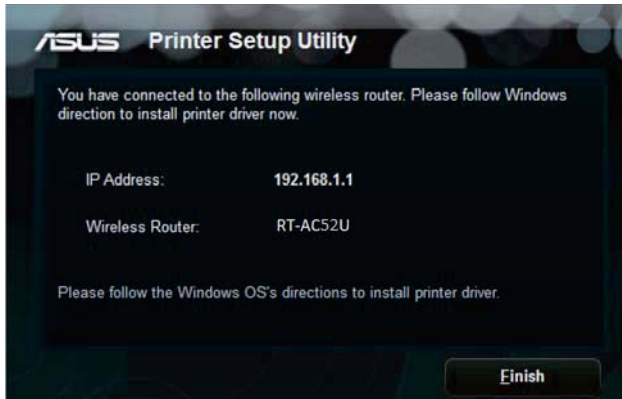 ASUS Printer Setup Utility
You have connected to the following wireless router. Please follow Windows
direction to install printer driver now.
IP Address: 192.168.1.1
Wireless Router: RT-AC52U
Please follow the Windows OS's directions to install printer driver.
Finish